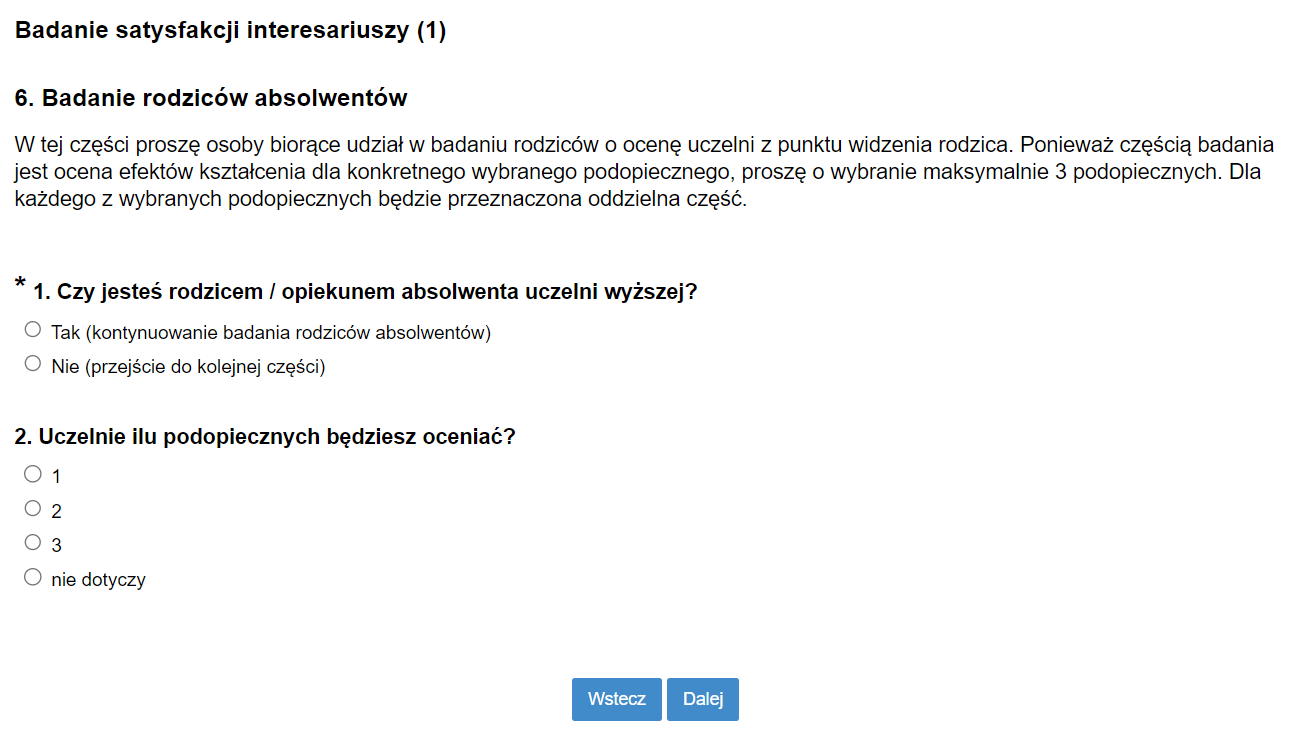 Badanie satysfakcji interesariuszy (1)
6. Badanie rodziców absolwentów
W tej części proszę osoby biorące udział w badaniu rodziców o ocenę uczelni z punktu widzenia rodzica. Ponieważ częścią badania
jest ocena efektów kształcenia dla konkretnego wybranego podopiecznego, proszę o wybranie maksymalnie 3 podopiecznych. Dla
każdego z wybranych podopiecznych będzie przeznaczona oddzielna część.
* 1. Czy jesteś rodzicem / opiekunem absolwenta uczelni wyższej?
Tak (kontynuowanie badania rodziców absolwentów)
Nie (przejście do kolejnej części)
2. Uczelnie ilu podopiecznych będziesz oceniać?
1
2
3
nie dotyczy
Wstecz Dalej